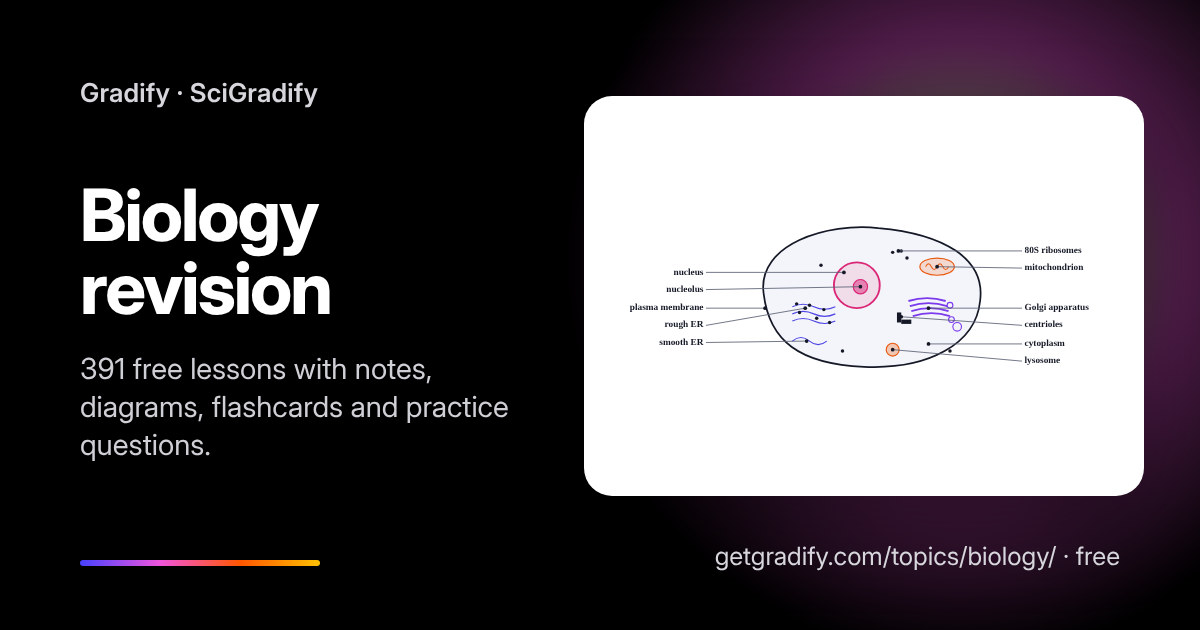 Gradify · SciGradify
Biology
revision
391 free lessons with notes,
diagrams, flashcards and practice
questions.
nucleus
nucleolus
plasma membrane
rough ER
smooth ER
80S ribosomes
mitochondrion
Golgi apparatus
centrioles
cytoplasm
lysosome
getgradify.com/topics/biology/ · free